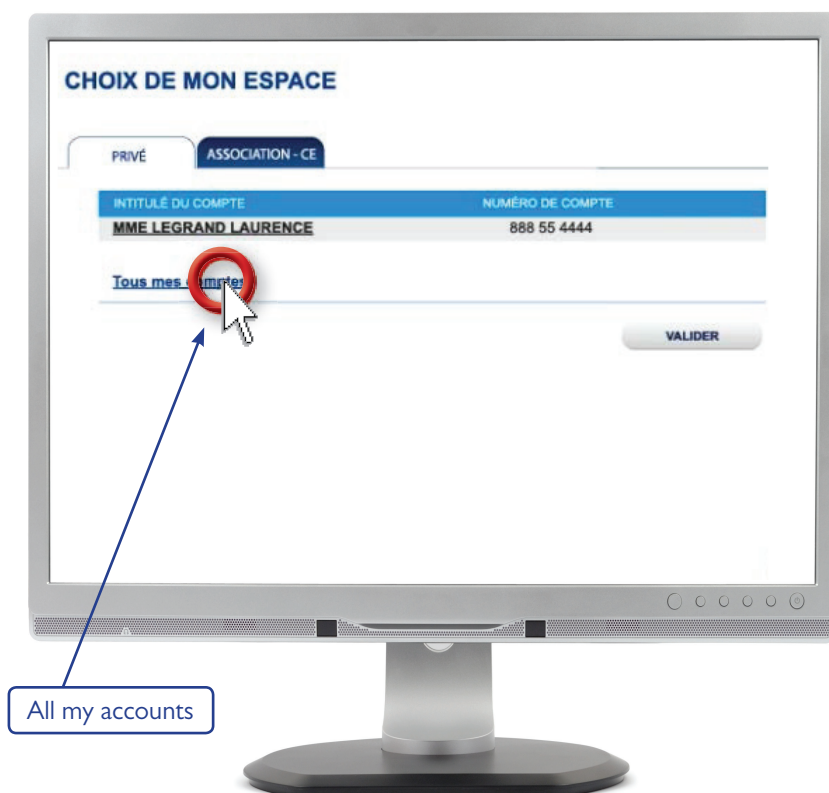 CHOIX DE MON ESPACE
PRIVÉ ASSOCIATION - CE
INTITULÉ DU COMPTE NUMÉRO DE COMPTE
MME LEGRAND LAURENCE 888 55 4444
Tous mes comptes
VALIDER
All my accounts